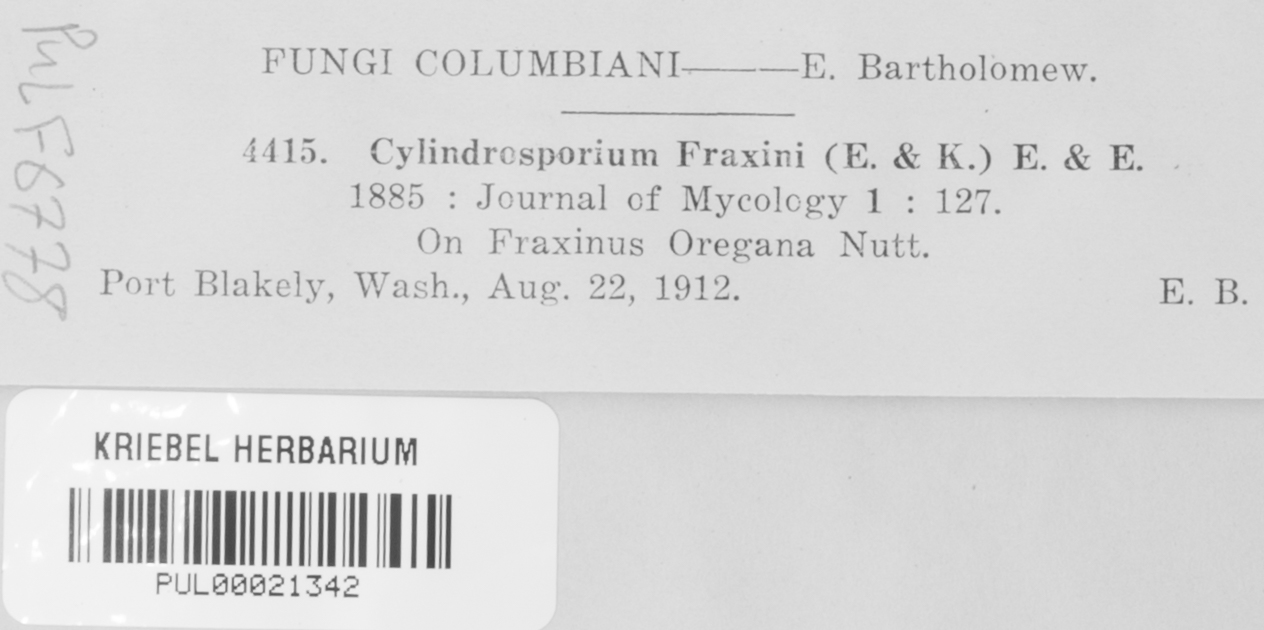 FUNGI COLUMBIANI———E. Bartholomew.
4415. Cylindrosporium Fraxini (E. & K.) E. & E.
1885 : Journal of Mycology 1 : 127.
On Fraxinus Oregana Nutt.
Port Blakely, Wash., Aug. 22, 1912. E. B.
PUL F6778
KRIEBEL HERBARIUM
PUL00021342